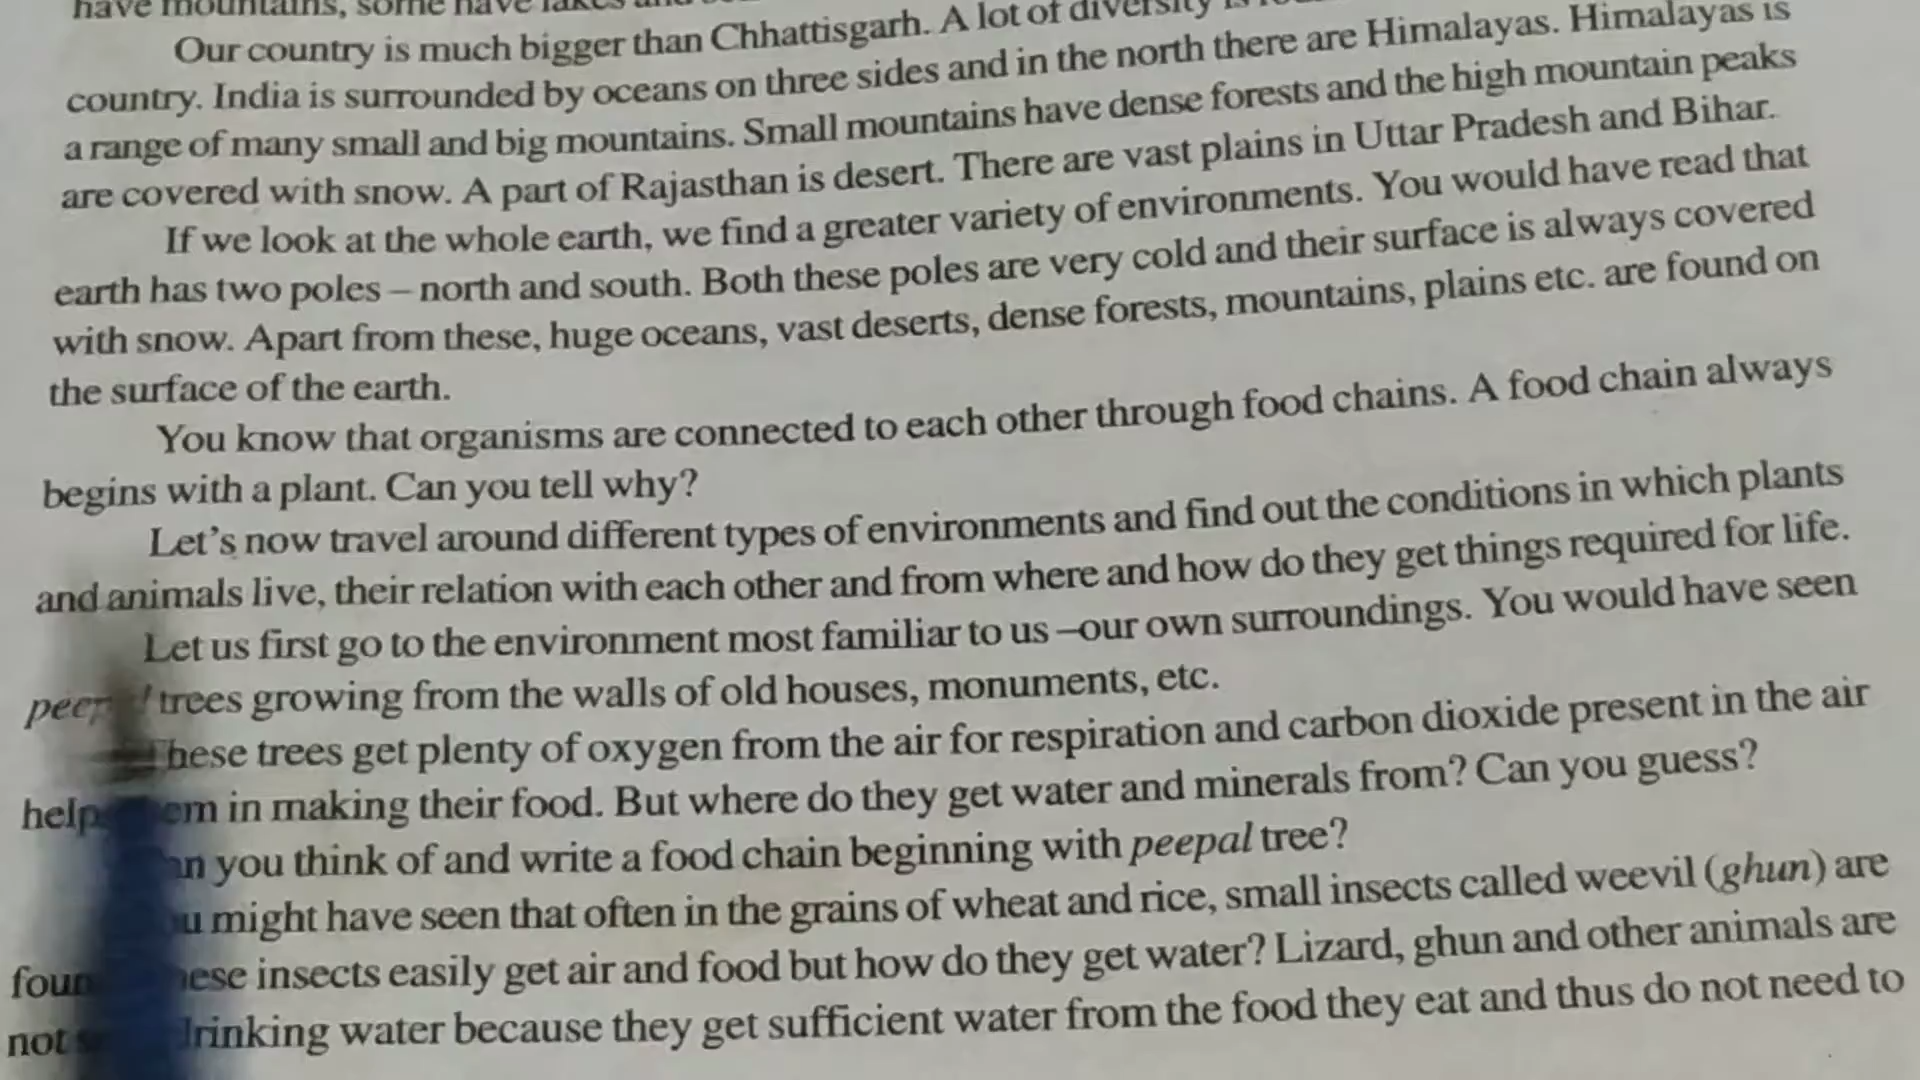 have mountains, some have lakes and
Our country is much bigger than Chhattisgarh. A lot of diversity is
country. India is surrounded by oceans on three sides and in the north there are Himalayas. Himalayas is
a range of many small and big mountains. Small mountains have dense forests and the high mountain peaks
are covered with snow. A part of Rajasthan is desert. There are vast plains in Uttar Pradesh and Bihar.
If we look at the whole earth, we find a greater variety of environments. You would have read that
earth has two poles – north and south. Both these poles are very cold and their surface is always covered
with snow. Apart from these, huge oceans, vast deserts, dense forests, mountains, plains etc. are found on
the surface of the earth.
You know that organisms are connected to each other through food chains. A food chain always
begins with a plant. Can you tell why?
Let's now travel around different types of environments and find out the conditions in which plants
and animals live, their relation with each other and from where and how do they get things required for life.
Let us first go to the environment most familiar to us –our own surroundings. You would have seen
trees growing from the walls of old houses, monuments, etc.
hese trees get plenty of oxygen from the air for respiration and carbon dioxide present in the air
help em in making their food. But where do they get water and minerals from? Can you guess?
an you think of and write a food chain beginning with peepal tree?
u might have seen that often in the grains of wheat and rice, small insects called weevil (ghun) are
foun ese insects easily get air and food but how do they get water? Lizard, ghun and other animals are
not drinking water because they get sufficient water from the food they eat and thus do not need to